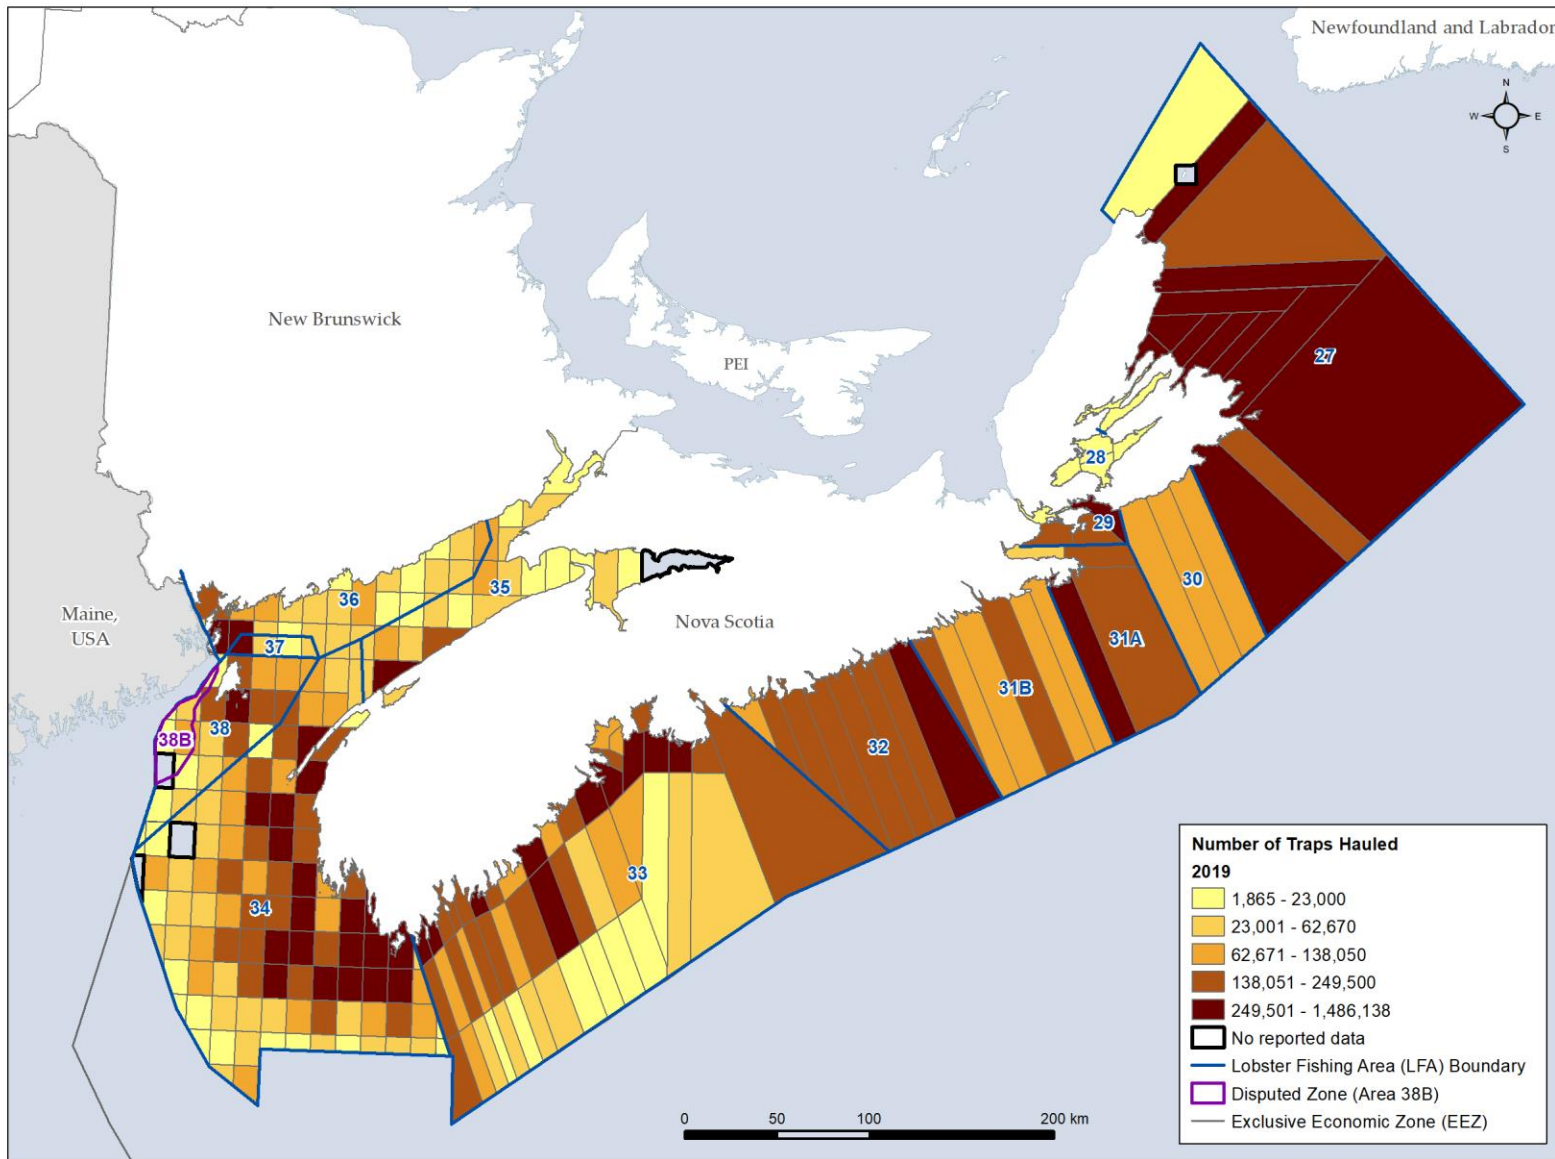 Newfoundland and Labrador
N
W
E
S
New Brunswick
PEI
27
28
29
30
Maine,
USA
Nova Scotia
35
36
37
31A
31B
38
38B
32
33
34
Number of Traps Hauled
2019
1,865 - 23,000
23,001 - 62,670
62,671 - 138,050
138,051 - 249,500
249,501 - 1,486,138
No reported data
Lobster Fishing Area (LFA) Boundary
Disputed Zone (Area 38B)
Exclusive Economic Zone (EEZ)
0 50 100 200 km